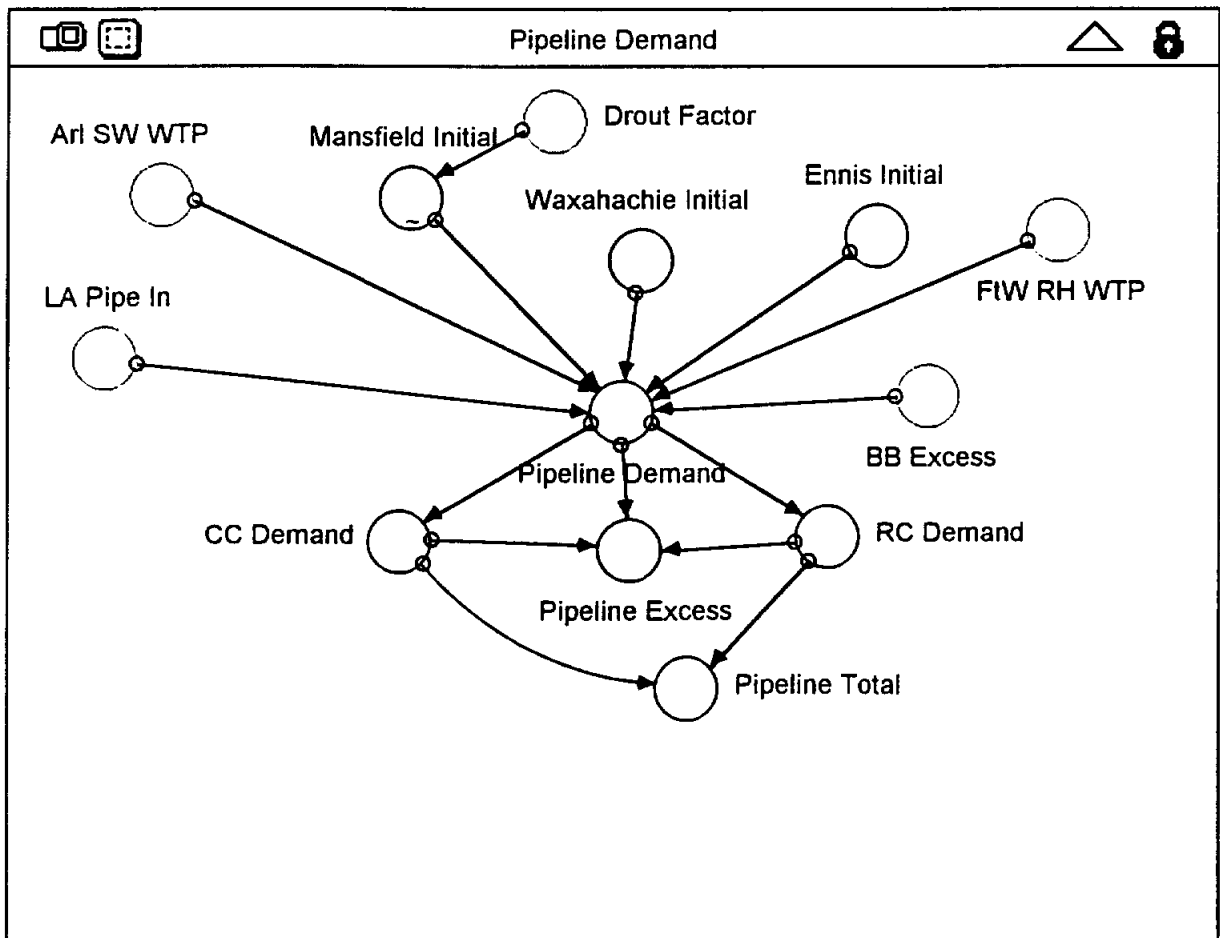 Pipeline Demand
Drout Factor
Arl SW WTP
Mansfield Initial
Ennis Initial
Waxahachie Initial
LA Pipe In
FtW RH WTP
BB Excess
Pipeline Demand
CC Demand
RC Demand
Pipeline Excess
Pipeline Total